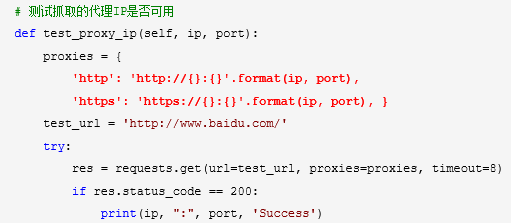 # 测试抓取的代理IP是否可用
def test_proxy_ip(self, ip, port):
    proxies = {
        'http': 'http://{}:{}'.format(ip, port),
        'https': 'https://{}:{}'.format(ip, port), }
    test_url = 'http://www.baidu.com/'
    try:
        res = requests.get(url=test_url, proxies=proxies, timeout=8)
        if res.status_code == 200:
            print(ip, ":", port, 'Success')